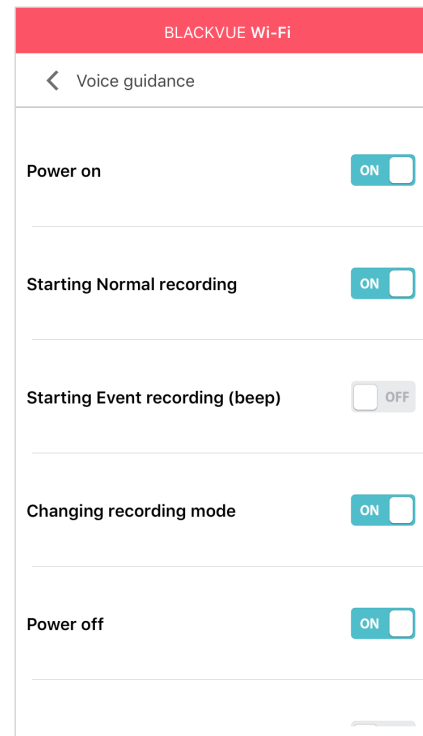 BLACKVUE Wi-Fi
Voice guidance
Power on
ON
Starting Normal recording
ON
Starting Event recording (beep)
OFF
Changing recording mode
ON
Power off
ON